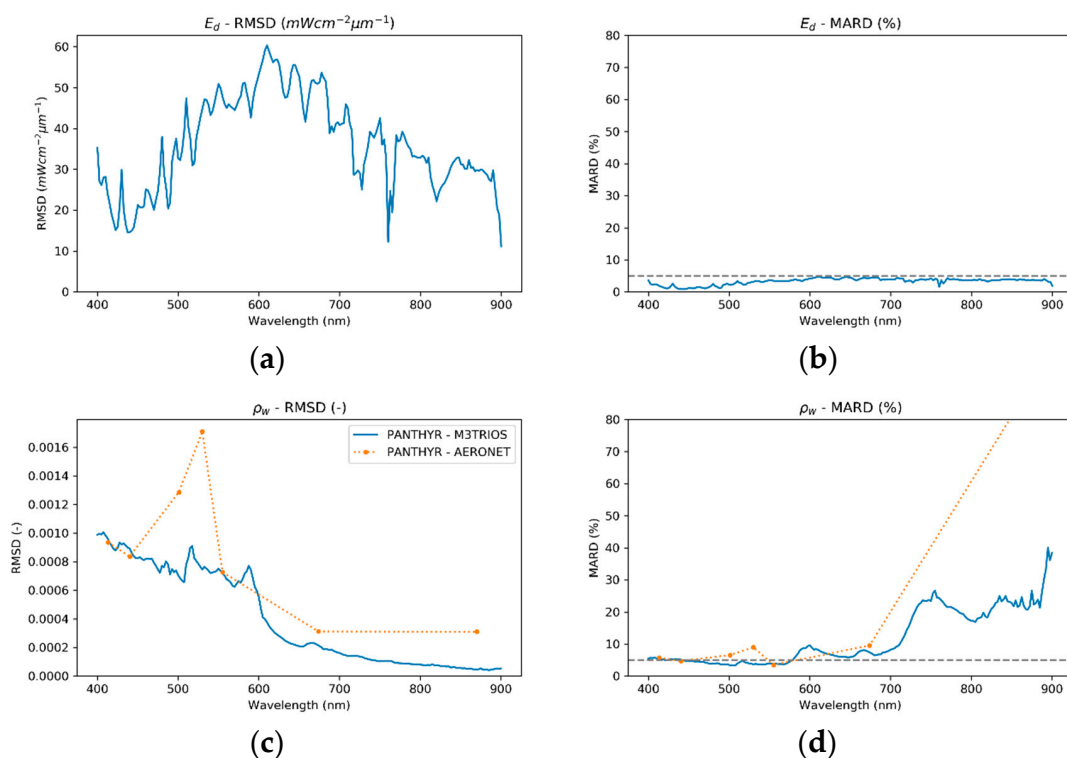 E_d - RMSD (mWcm⁻²μm⁻¹)
RMSD (mWcm⁻²μm⁻¹)
60
50
40
30
20
10
0
400 500 600 700 800 900
Wavelength (nm)
(a)
E_d - MARD (%)
MARD (%)
80
70
60
50
40
30
20
10
0
400 500 600 700 800 900
Wavelength (nm)
(b)
ρ_w - RMSD (-)
RMSD (-)
0.0016
0.0014
0.0012
0.0010
0.0008
0.0006
0.0004
0.0002
0.0000
PANTHYR - M3TRIOS
PANTHYR - AERONET
400 500 600 700 800 900
Wavelength (nm)
(c)
ρ_w - MARD (%)
MARD (%)
80
70
60
50
40
30
20
10
0
400 500 600 700 800 900
Wavelength (nm)
(d)